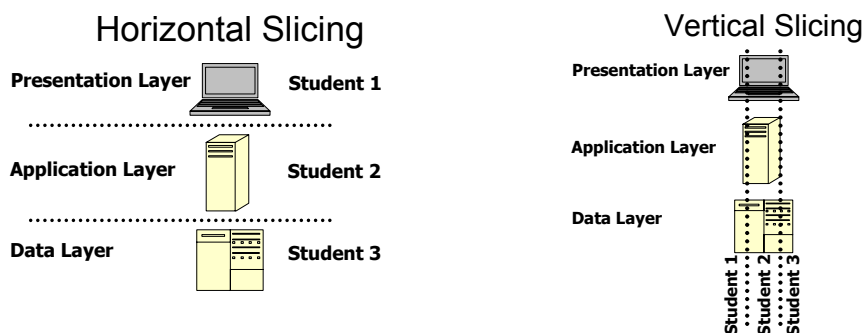 Horizontal Slicing
Presentation Layer
Student 1
Application Layer
Student 2
Data Layer
Student 3
Vertical Slicing
Presentation Layer
Application Layer
Data Layer
Student 1
Student 2
Student 3